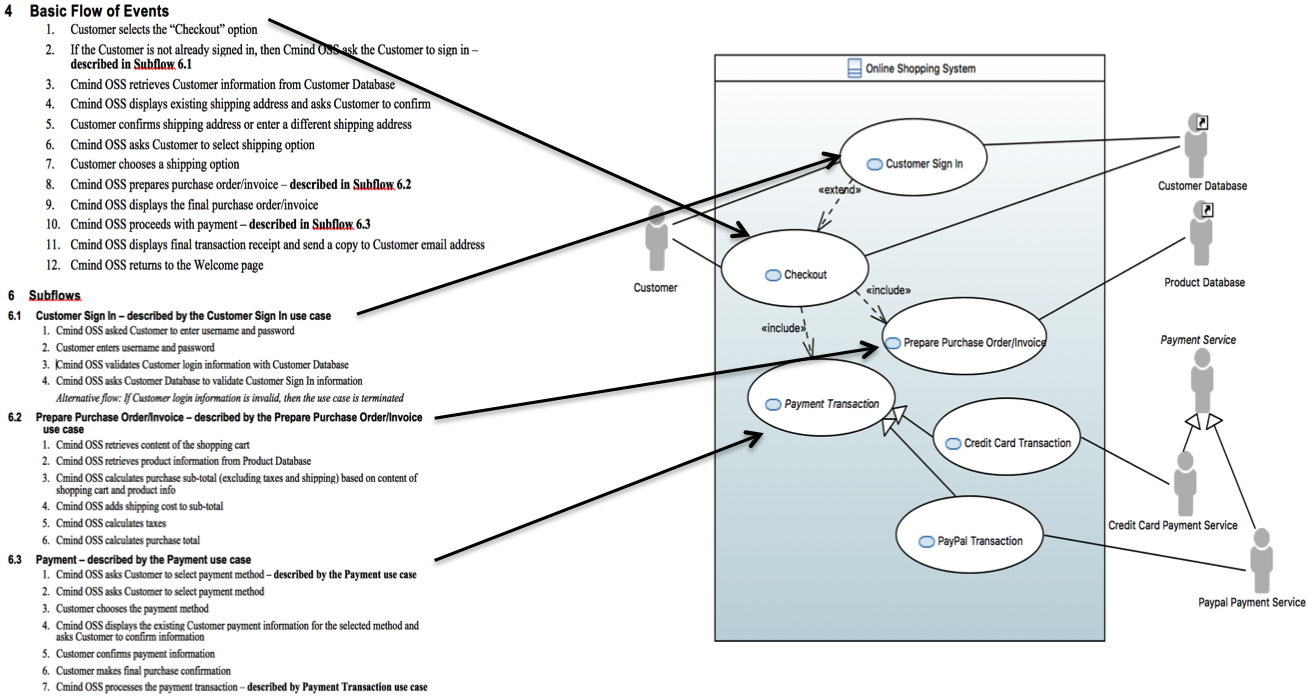 4 Basic Flow of Events
1. Customer selects the “Checkout” option
2. If the Customer is not already signed in, then Cmind OSS ask the Customer to sign in –
described in Subflow 6.1
3. Cmind OSS retrieves Customer information from Customer Database
4. Cmind OSS displays existing shipping address and asks Customer to confirm
5. Customer confirms shipping address or enter a different shipping address
6. Cmind OSS asks Customer to select shipping option
7. Customer chooses a shipping option
8. Cmind OSS prepares purchase order/invoice – described in Subflow 6.2
9. Cmind OSS displays the final purchase order/invoice
10. Cmind OSS proceeds with payment – described in Subflow 6.3
11. Cmind OSS displays final transaction receipt and send a copy to Customer email address
12. Cmind OSS returns to the Welcome page
6 Subflows
6.1 Customer Sign In – described by the Customer Sign In use case
1. Cmind OSS asked Customer to enter username and password
2. Customer enters username and password
3. Cmind OSS validates Customer login information with Customer Database
4. Cmind OSS asks Customer Database to validate Customer Sign In information
Alternative flow: If Customer login information is invalid, then the use case is terminated
6.2 Prepare Purchase Order/Invoice – described by the Prepare Purchase Order/Invoice
use case
1. Cmind OSS retrieves content of the shopping cart
2. Cmind OSS retrieves product information from Product Database
3. Cmind OSS calculates purchase sub-total (excluding taxes and shipping) based on content of
shopping cart and product info
4. Cmind OSS adds shipping cost to sub-total
5. Cmind OSS calculates taxes
6. Cmind OSS calculates purchase total
6.3 Payment – described by the Payment use case
1. Cmind OSS asks Customer to select payment method – described by the Payment use case
2. Cmind OSS asks Customer to select payment method
3. Customer chooses the payment method
4. Cmind OSS displays the existing Customer payment information for the selected method and
asks Customer to confirm information
5. Customer confirms payment information
6. Customer makes final purchase confirmation
7. Cmind OSS processes the payment transaction – described by Payment Transaction use case
Online Shopping System
Customer Sign In
«extend»
Customer Database
Customer
Checkout
Product Database
«include»
«include»
Prepare Purchase Order/Invoice
Payment Service
Payment Transaction
Credit Card Transaction
Credit Card Payment Service
PayPal Transaction
Paypal Payment Service